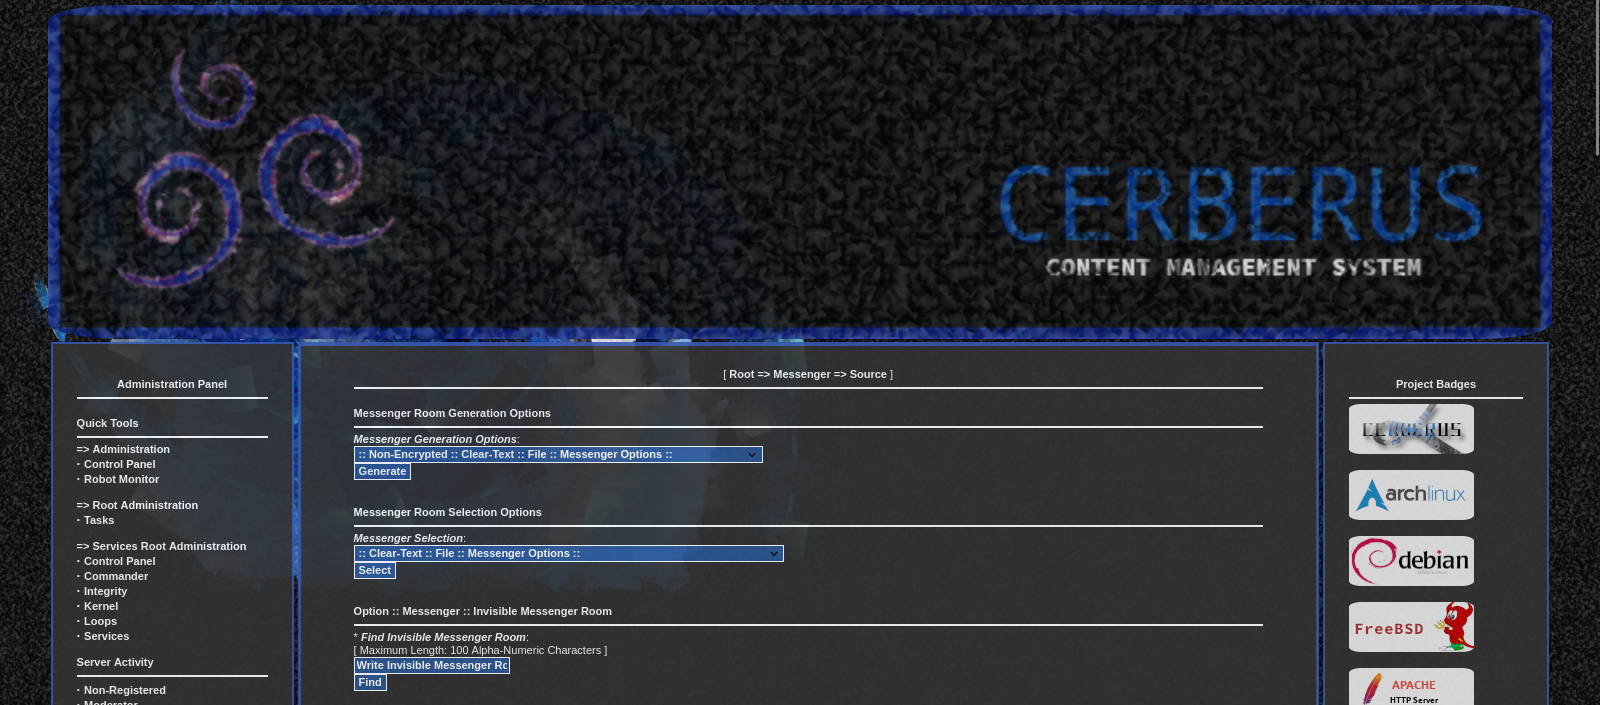 CERBERUS
CONTENT MANAGEMENT SYSTEM
Administration Panel
Quick Tools
=> Administration
· Control Panel
· Robot Monitor
=> Root Administration
· Tasks
=> Services Root Administration
· Control Panel
· Commander
· Integrity
· Kernel
· Loops
· Services
Server Activity
· Non-Registered
· Moderator
[ Root => Messenger => Source ]
Messenger Room Generation Options
Messenger Generation Options:
:: Non-Encrypted :: Clear-Text :: File :: Messenger Options ::
Generate
Messenger Room Selection Options
Messenger Selection:
:: Clear-Text :: File :: Messenger Options ::
Select
Option :: Messenger :: Invisible Messenger Room
* Find Invisible Messenger Room:
[ Maximum Length: 100 Alpha-Numeric Characters ]
Write Invisible Messenger Rc
Find
Project Badges
CERBERUS
archlinux
debian
FreeBSD
APACHE
HTTP Server